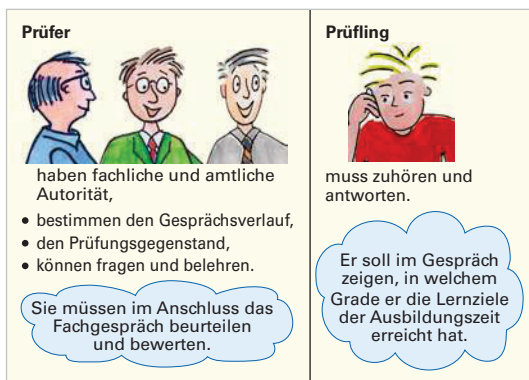 Prüfer
haben fachliche und amtliche
Autorität,
• bestimmen den Gesprächsverlauf,
• den Prüfungsgegenstand,
• können fragen und belehren.
Sie müssen im Anschluss das
Fachgespräch beurteilen
und bewerten.
Prüfling
muss zuhören und
antworten.
Er soll im Gespräch
zeigen, in welchem
Grade er die Lernziele
der Ausbildungszeit
erreicht hat.